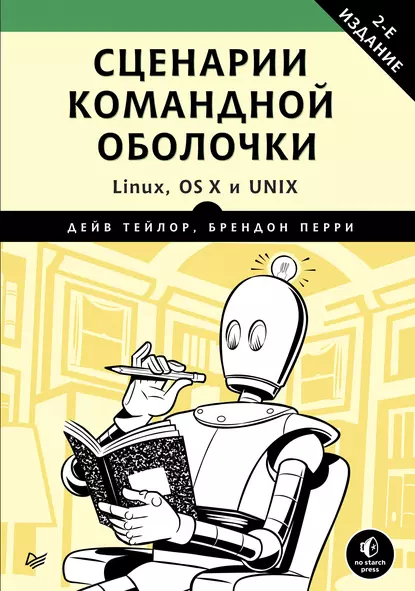 2-Е
ИЗДАНИЕ
СЦЕНАРИИ
КОМАНДНОЙ
ОБОЛОЧКИ
Linux, OS X и UNIX
ДЕЙВ ТЕЙЛОР, БРЕНДОН ПЕРРИ
no starch
press